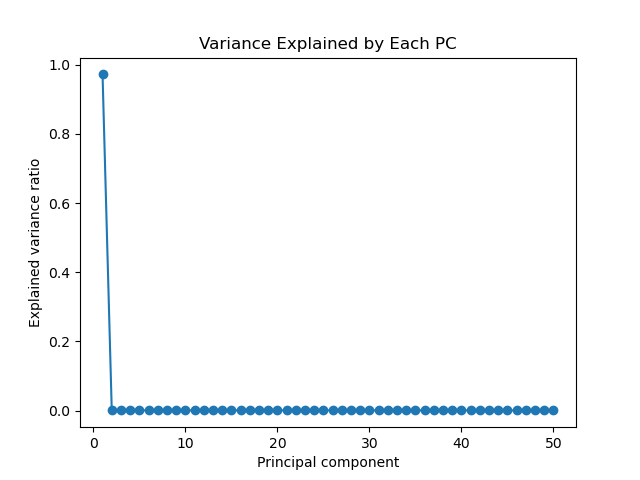 Variance Explained by Each PC
1.0
0.8
0.6
0.4
0.2
0.0
Explained variance ratio
0 10 20 30 40 50
Principal component